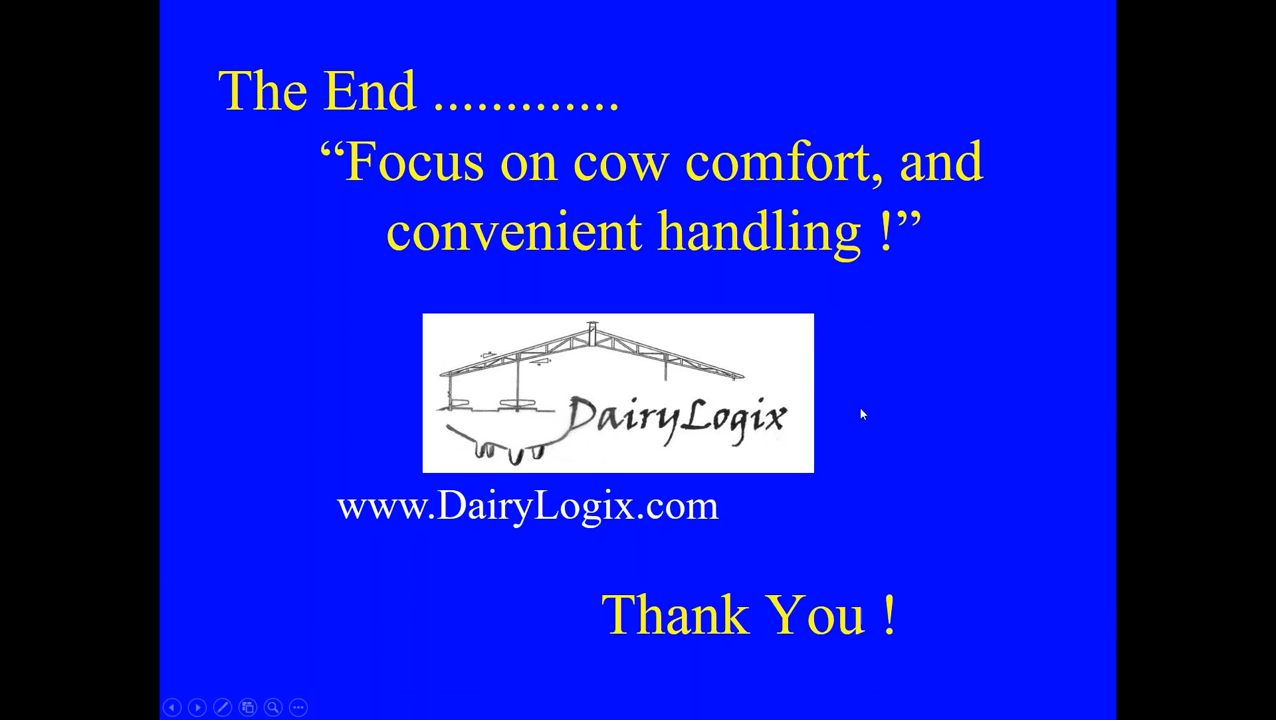 The End .............
“Focus on cow comfort, and
convenient handling !”
DairyLogix
www.DairyLogix.com
Thank You !